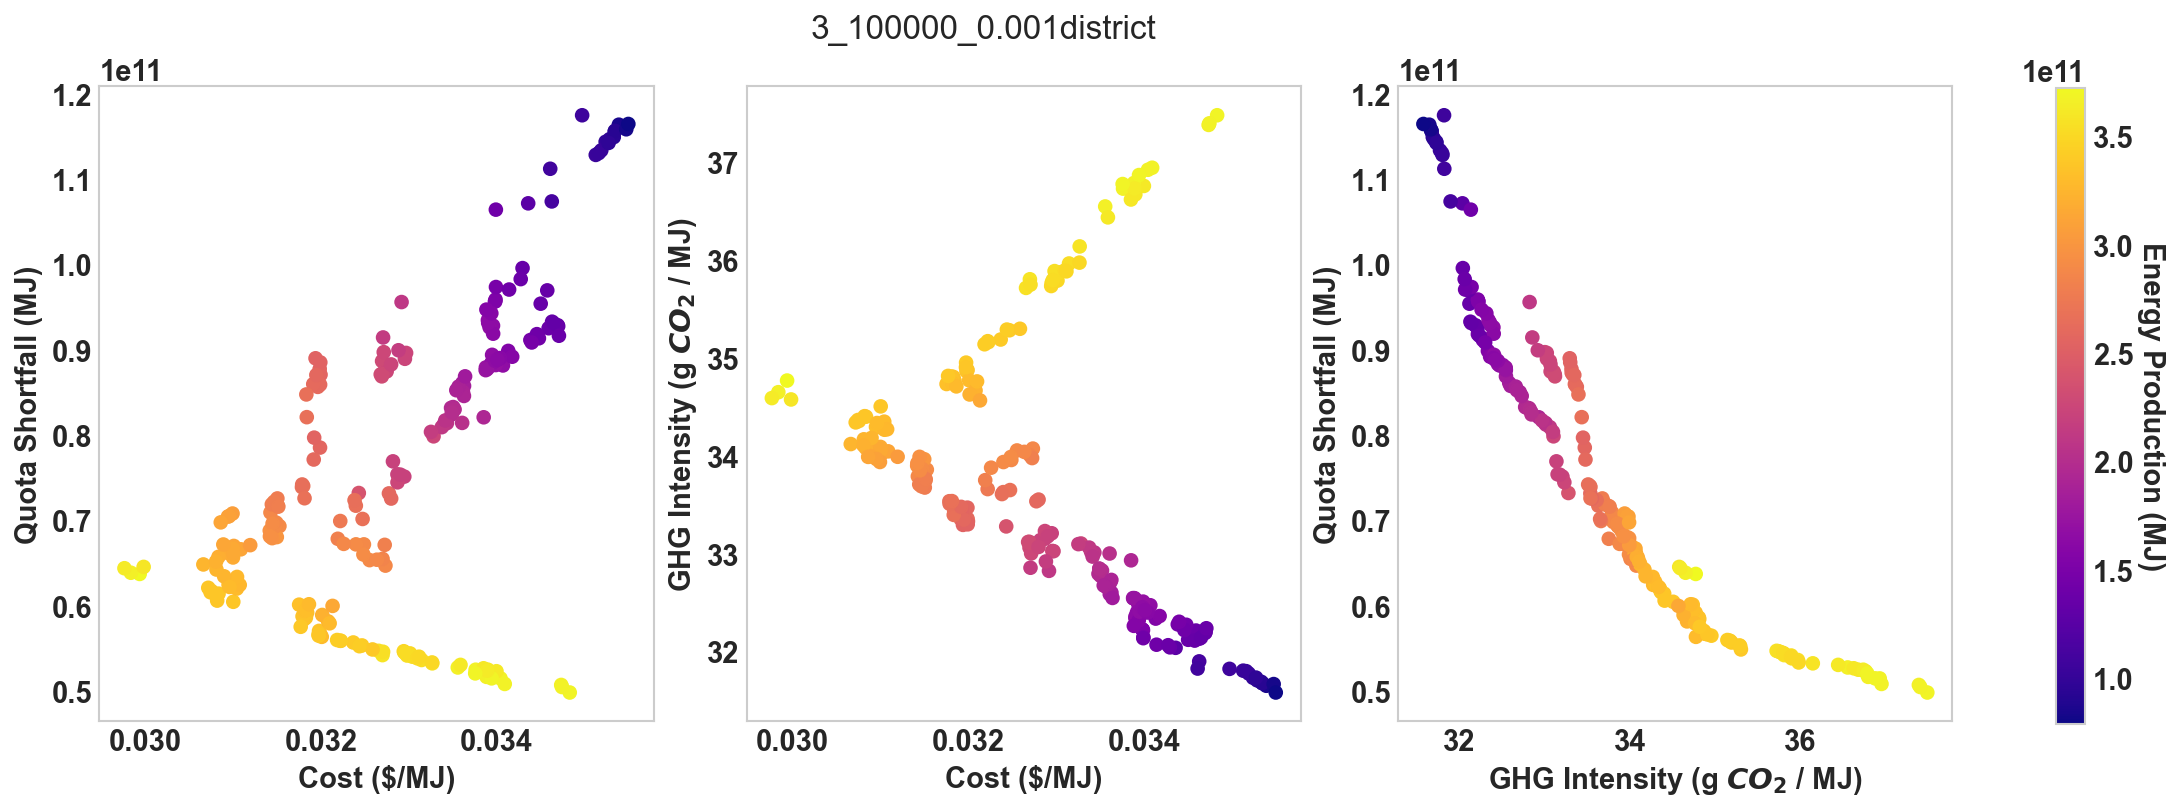 3_100000_0.001district
1e11
1.2
1.1
1.0
0.9
0.8
0.7
0.6
0.5
Quota Shortfall (MJ)
0.030 0.032 0.034
Cost ($/MJ)
37
36
35
34
33
32
GHG Intensity (g CO₂ / MJ)
0.030 0.032 0.034
Cost ($/MJ)
1e11
1.2
1.1
1.0
0.9
0.8
0.7
0.6
0.5
Quota Shortfall (MJ)
32 34 36
GHG Intensity (g CO₂ / MJ)
1e11
3.5
3.0
2.5
2.0
1.5
1.0
Energy Production (MJ)